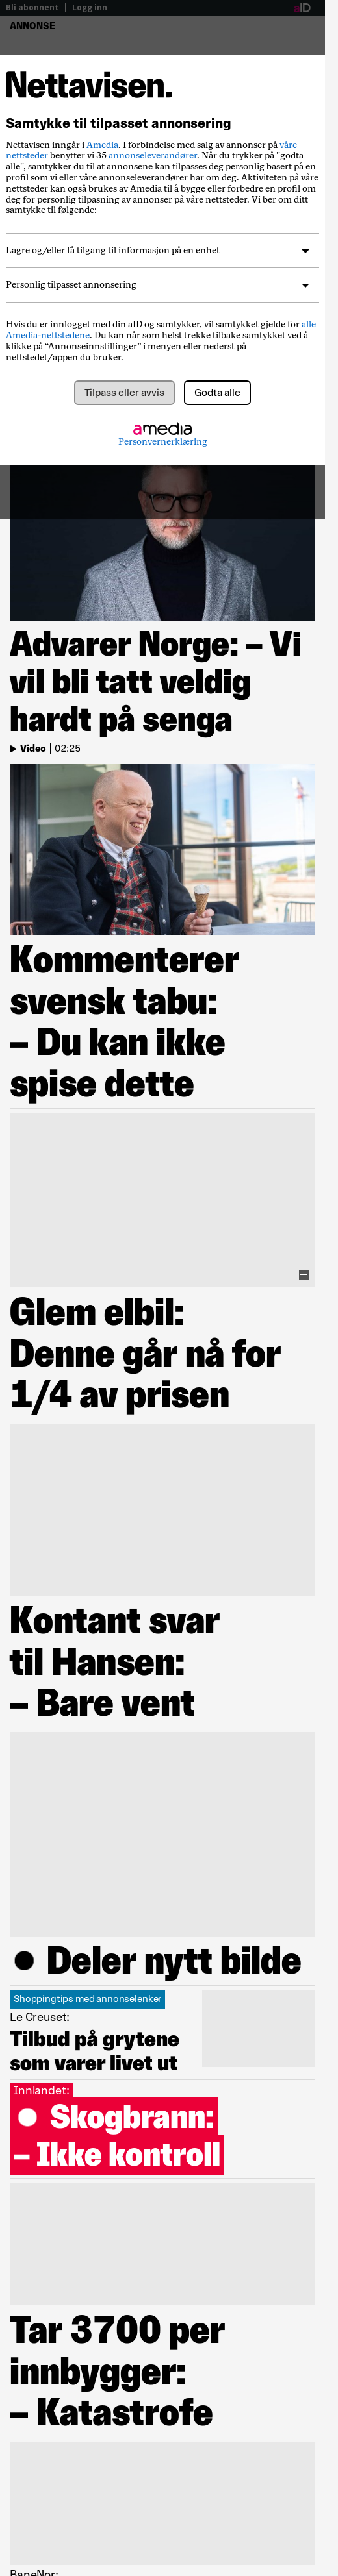 Bli abonnent | Logg inn aID
ANNONSE
Nettavisen.
Samtykke til tilpasset annonsering
Nettavisen inngår i Amedia. I forbindelse med salg av annonser på våre
nettsteder benytter vi 35 annonseleverandører. Når du trykker på "godta
alle", samtykker du til at annonsene kan tilpasses deg personlig basert på en
profil som vi eller våre annonseleverandører har om deg. Aktiviteten på våre
nettsteder kan også brukes av Amedia til å bygge eller forbedre en profil om
deg for personlig tilpasning av annonser på våre nettsteder. Vi ber om ditt
samtykke til følgende:
Lagre og/eller få tilgang til informasjon på en enhet
Personlig tilpasset annonsering
Hvis du er innlogget med din aID og samtykker, vil samtykket gjelde for alle
Amedia-nettstedene. Du kan når som helst trekke tilbake samtykket ved å
klikke på “Annonseinnstillinger” i menyen eller nederst på
nettstedet/appen du bruker.
Tilpass eller avvis Godta alle
amedia
Personvernerklæring
Advarer Norge: – Vi
vil bli tatt veldig
hardt på senga
Video | 02:25
Kommenterer
svensk tabu:
– Du kan ikke
spise dette
Glem elbil:
Denne går nå for
1/4 av prisen
Kontant svar
til Hansen:
– Bare vent
● Deler nytt bilde
Shoppingtips med annonselenker
Le Creuset:
Tilbud på grytene
som varer livet ut
Innlandet:
● Skogbrann:
– Ikke kontroll
Tar 3700 per
innbygger:
– Katastrofe
BaneNor: